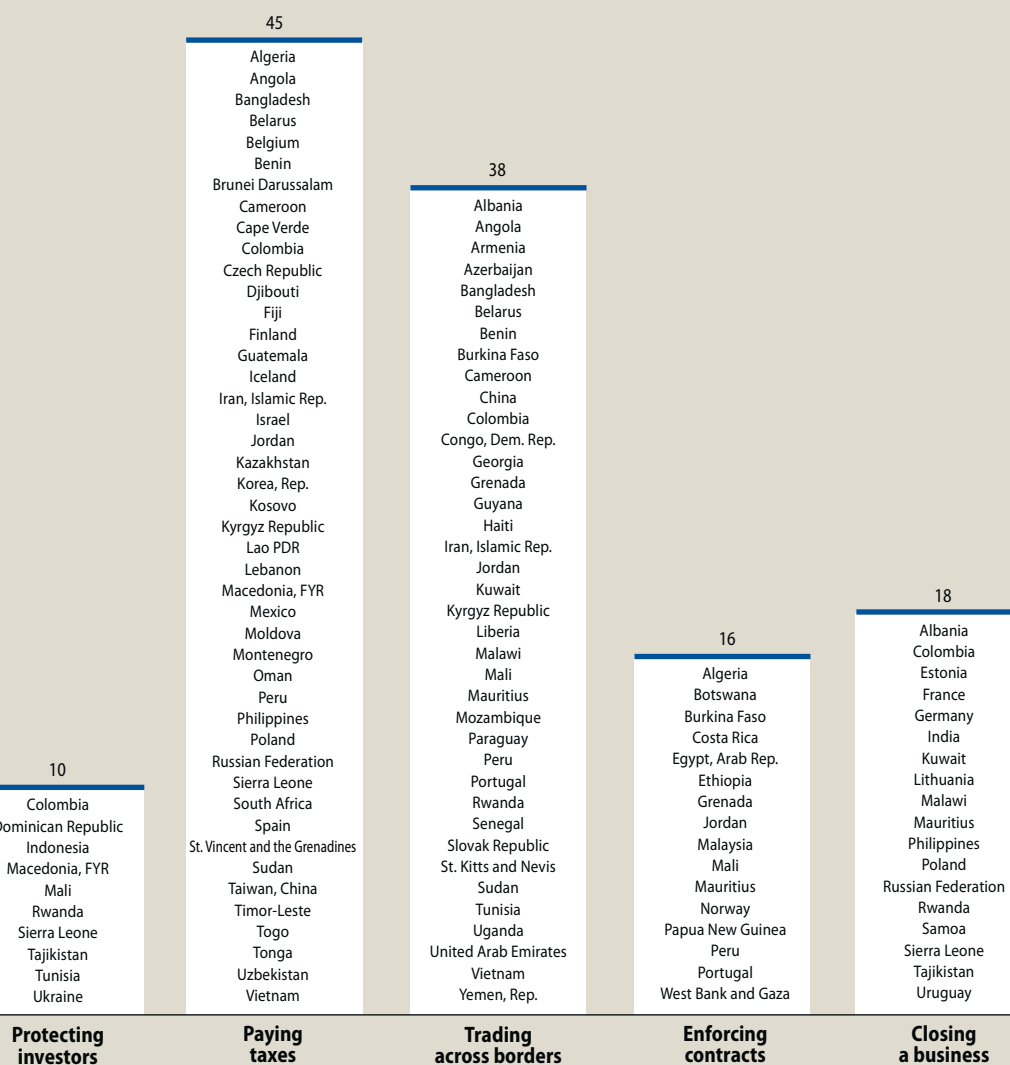 10
Colombia
Dominican Republic
Indonesia
Macedonia, FYR
Mali
Rwanda
Sierra Leone
Tajikistan
Tunisia
Ukraine
Protecting
investors
45
Algeria
Angola
Bangladesh
Belarus
Belgium
Benin
Brunei Darussalam
Cameroon
Cape Verde
Colombia
Czech Republic
Djibouti
Fiji
Finland
Guatemala
Iceland
Iran, Islamic Rep.
Israel
Jordan
Kazakhstan
Korea, Rep.
Kosovo
Kyrgyz Republic
Lao PDR
Lebanon
Macedonia, FYR
Mexico
Moldova
Montenegro
Oman
Peru
Philippines
Poland
Russian Federation
Sierra Leone
South Africa
Spain
St. Vincent and the Grenadines
Sudan
Taiwan, China
Timor-Leste
Togo
Tonga
Uzbekistan
Vietnam
Paying
taxes
38
Albania
Angola
Armenia
Azerbaijan
Bangladesh
Belarus
Benin
Burkina Faso
Cameroon
China
Colombia
Congo, Dem. Rep.
Georgia
Grenada
Guyana
Haiti
Iran, Islamic Rep.
Jordan
Kuwait
Kyrgyz Republic
Liberia
Malawi
Mali
Mauritius
Mozambique
Paraguay
Peru
Portugal
Rwanda
Senegal
Slovak Republic
St. Kitts and Nevis
Sudan
Tunisia
Uganda
United Arab Emirates
Vietnam
Yemen, Rep.
Trading
across borders
16
Algeria
Botswana
Burkina Faso
Costa Rica
Egypt, Arab Rep.
Ethiopia
Grenada
Jordan
Malaysia
Mali
Mauritius
Norway
Papua New Guinea
Peru
Portugal
West Bank and Gaza
Enforcing
contracts
18
Albania
Colombia
Estonia
France
Germany
India
Kuwait
Lithuania
Malawi
Mauritius
Philippines
Poland
Russian Federation
Rwanda
Samoa
Sierra Leone
Tajikistan
Uruguay
Closing
a business